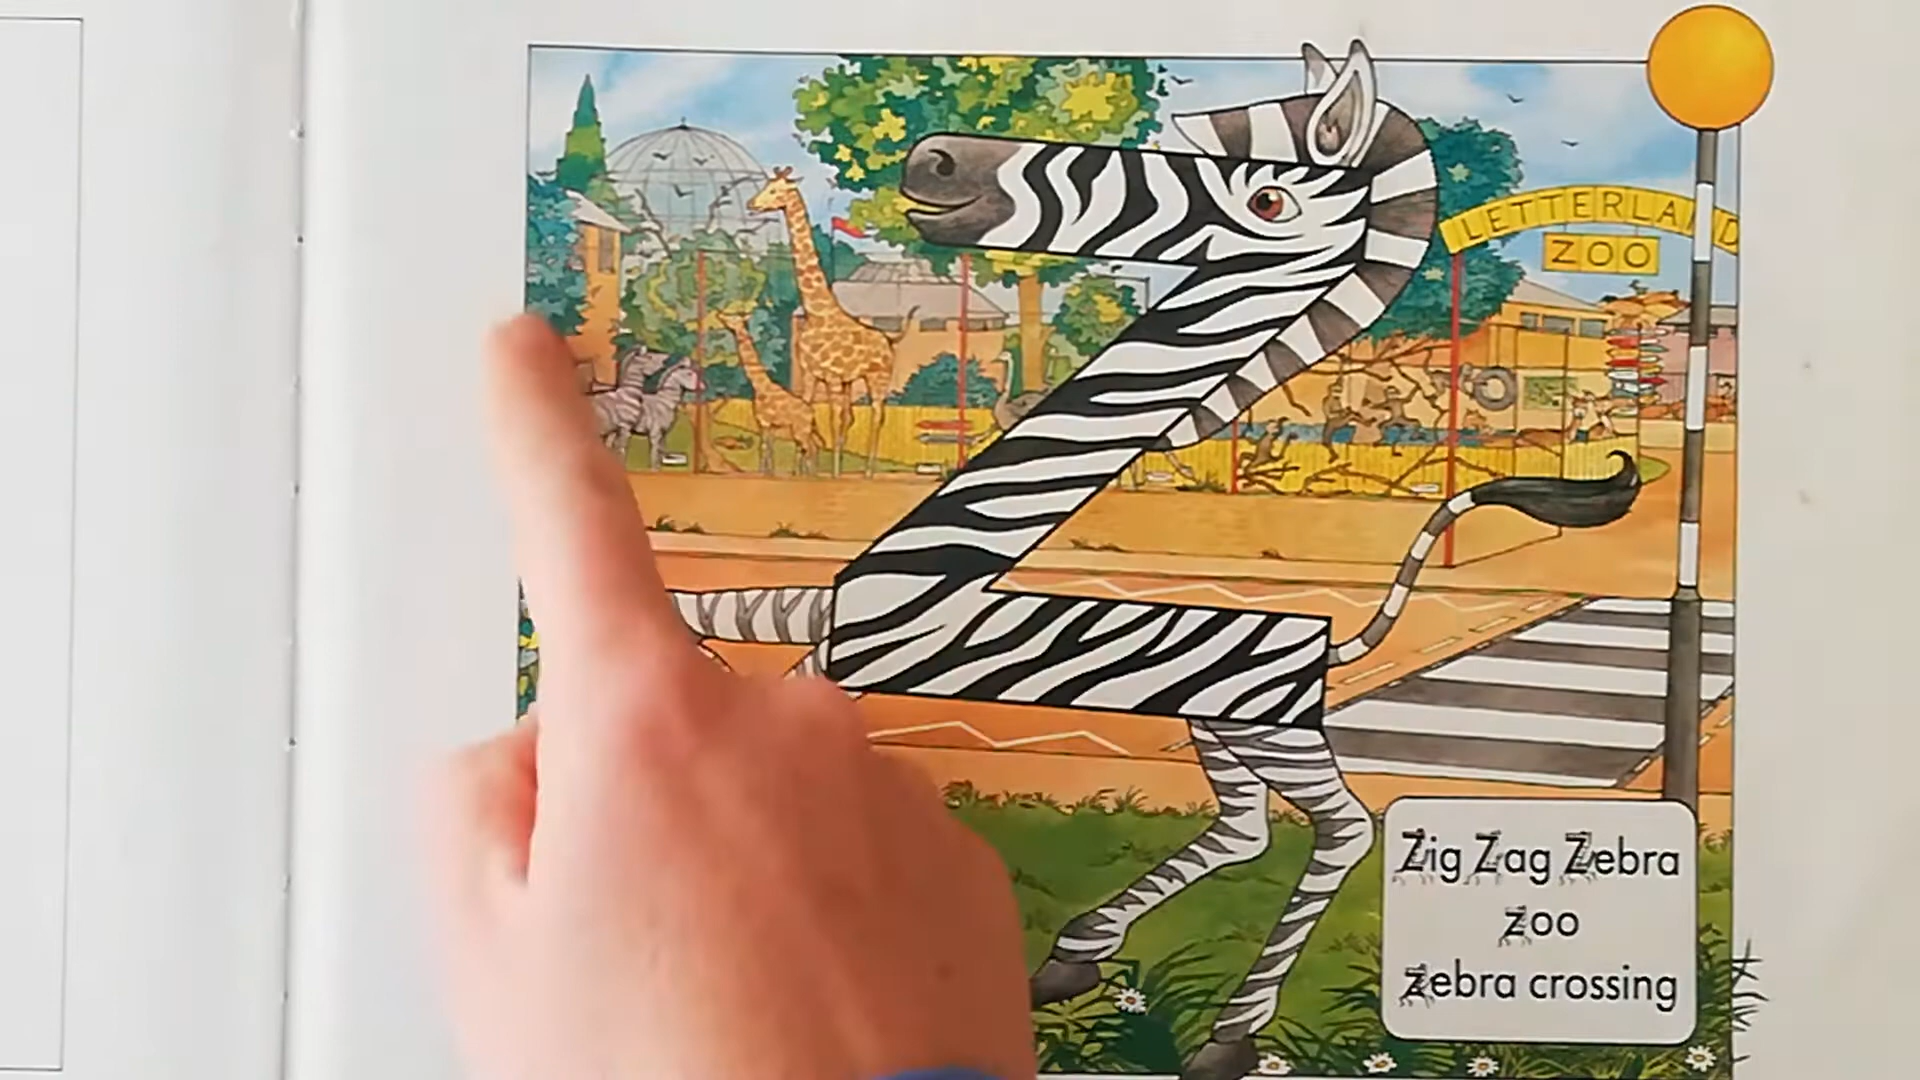 LETTERLAND
ZOO
Zig Zag Zebra
zoo
zebra crossing